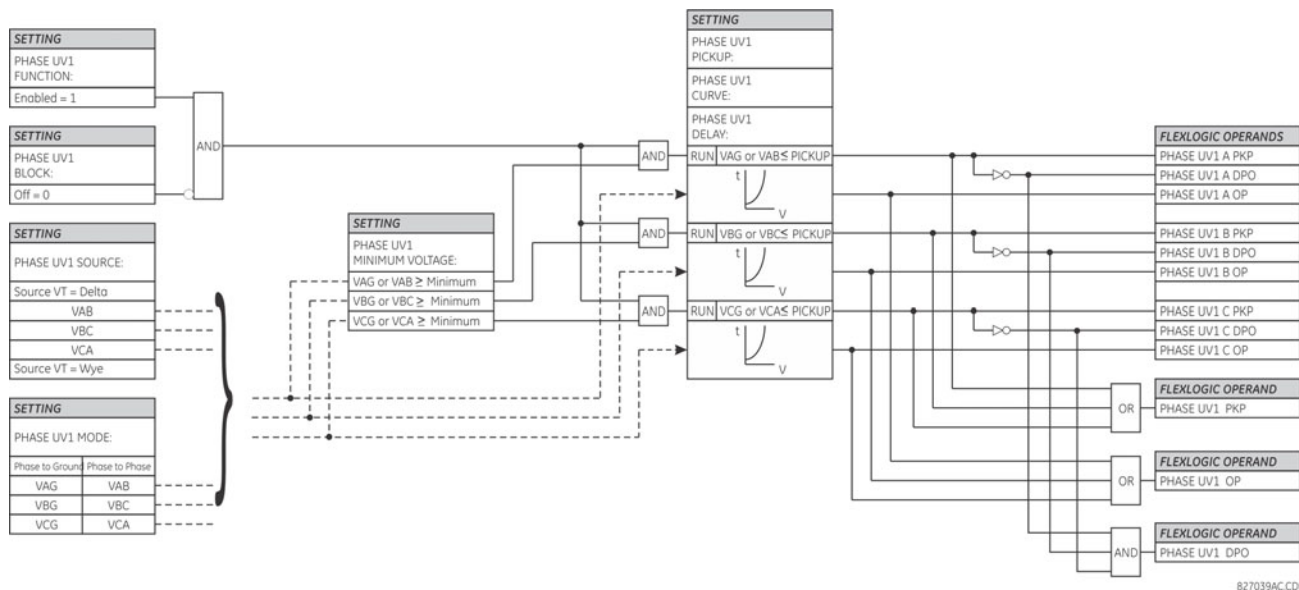 SETTING
PHASE UV1
FUNCTION:
Enabled = 1
SETTING
PHASE UV1
BLOCK:
Off = 0
SETTING
PHASE UV1 SOURCE:
Source VT = Delta
VAB
VBC
VCA
Source VT = Wye
SETTING
PHASE UV1 MODE:
Phase to Ground Phase to Phase
VAG VAB
VBG VBC
VCG VCA
AND
SETTING
PHASE UV1
MINIMUM VOLTAGE:
VAG or VAB ≥ Minimum
VBG or VBC ≥ Minimum
VCG or VCA ≥ Minimum
AND
AND
AND
SETTING
PHASE UV1
PICKUP:
PHASE UV1
CURVE:
PHASE UV1
DELAY:
RUN VAG or VAB≤ PICKUP
t
V
RUN VBG or VBC≤ PICKUP
t
V
RUN VCG or VCA≤ PICKUP
t
V
FLEXLOGIC OPERANDS
PHASE UV1 A PKP
PHASE UV1 A DPO
PHASE UV1 A OP
PHASE UV1 B PKP
PHASE UV1 B DPO
PHASE UV1 B OP
PHASE UV1 C PKP
PHASE UV1 C DPO
PHASE UV1 C OP
OR
FLEXLOGIC OPERAND
PHASE UV1 PKP
OR
FLEXLOGIC OPERAND
PHASE UV1 OP
AND
FLEXLOGIC OPERAND
PHASE UV1 DPO
827039AC.CD